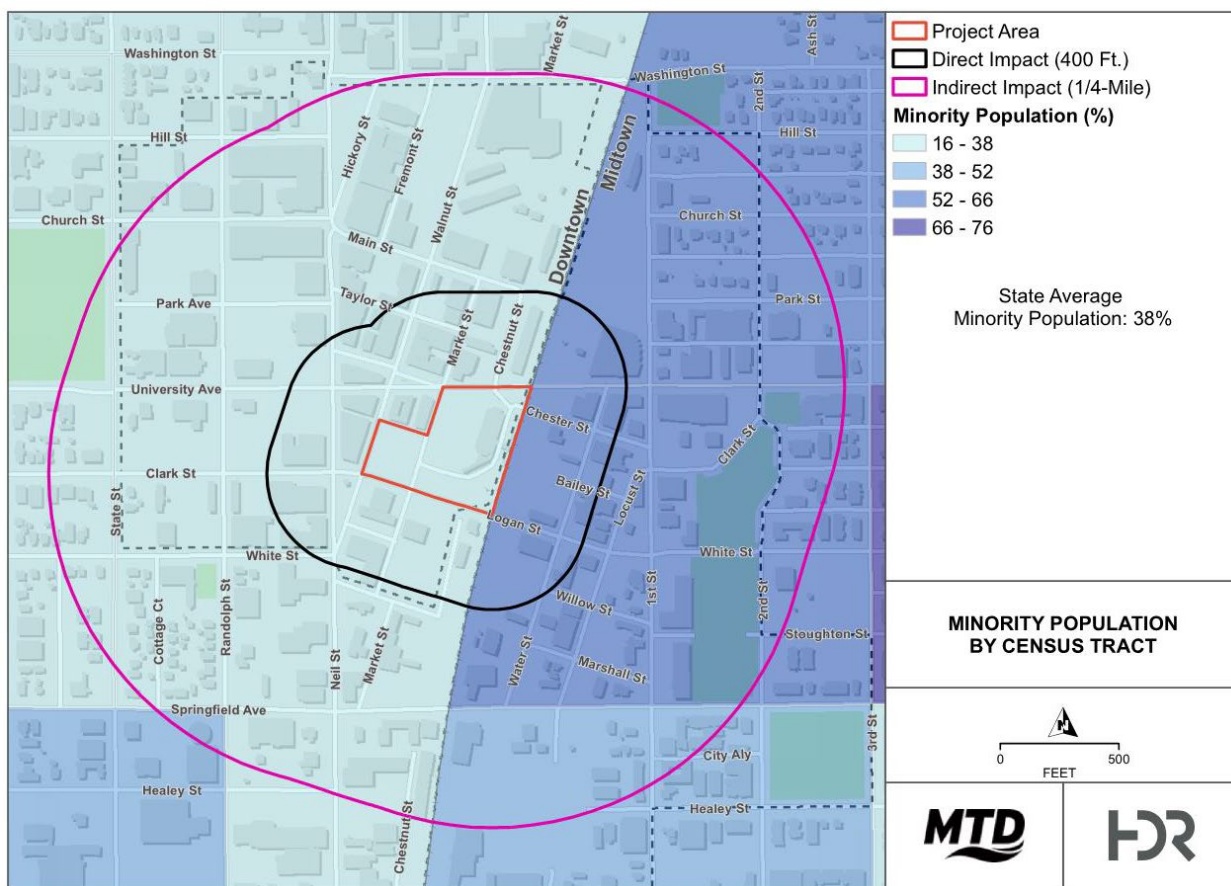 Washington St
Market St
Washington St
2nd St
Ash St
Hill St
Hickory St
Fremont St
Midtown
Hill St
Church St
Walnut St
Downtown
Church St
Main St
Park Ave
Taylor St
Market St
Chestnut St
Park St
University Ave
Chester St
Clark St
Clark St
State St
Bailey St
Locust St
Logan St
White St
White St
Cottage Ct
Randolph St
Neil St
Market St
Willow St
1st St
2nd St
Stoughton St
Water St
Marshall St
Springfield Ave
3rd St
City Aly
Healey St
Healey St
Chestnut St
Project Area
Direct Impact (400 Ft.)
Indirect Impact (1/4-Mile)
Minority Population (%)
16 - 38
38 - 52
52 - 66
66 - 76
State Average
Minority Population: 38%
MINORITY POPULATION
BY CENSUS TRACT
N
0 500
FEET
MTD
HDR